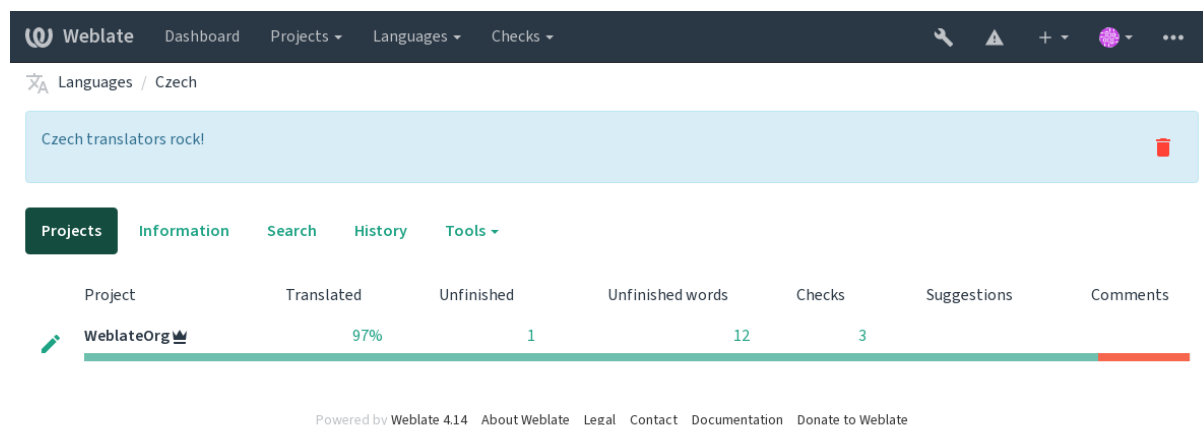 Weblate Dashboard Projects Languages Checks
Languages / Czech
Czech translators rock!
Projects Information Search History Tools
Project Translated Unfinished Unfinished words Checks Suggestions Comments
WeblateOrg 97% 1 12 3
Powered by Weblate 4.14 About Weblate Legal Contact Documentation Donate to Weblate